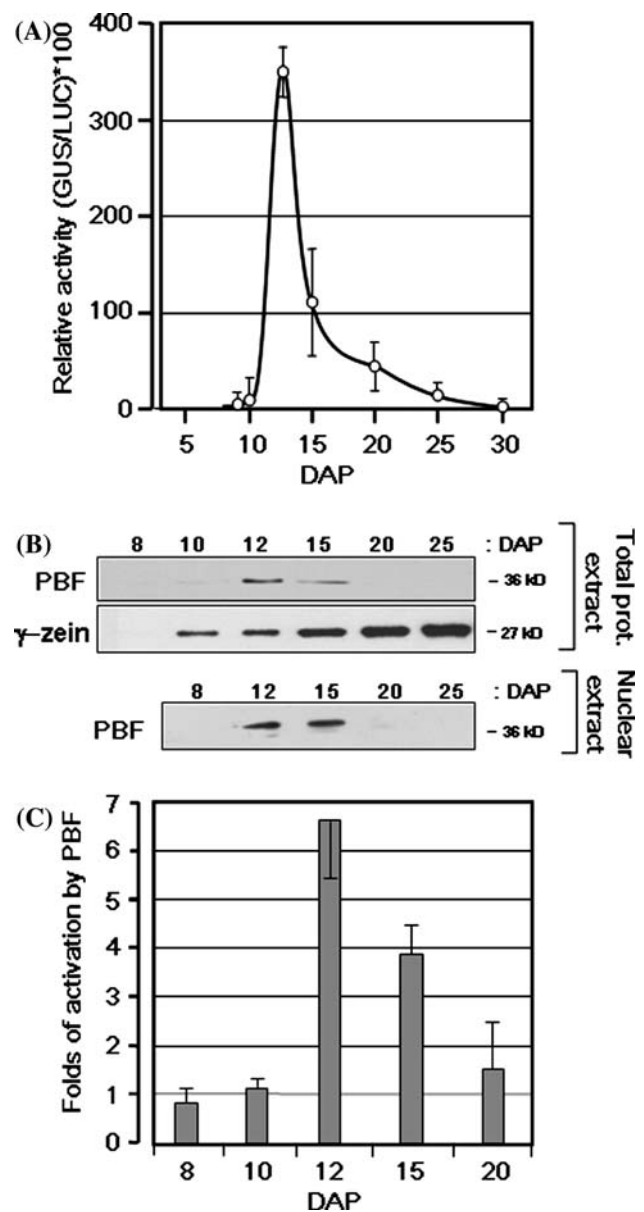 (A)
Relative activity (GUS/LUC)*100
400
300
200
100
0
5 10 15 20 25 30
DAP
(B)
8 10 12 15 20 25 : DAP
PBF - 36 kD
γ-zein - 27 kD
Total prot. extract
8 12 15 20 25 : DAP
PBF - 36 kD
Nuclear extract
(C)
Folds of activation by PBF
7
6
5
4
3
2
1
0
8 10 12 15 20
DAP